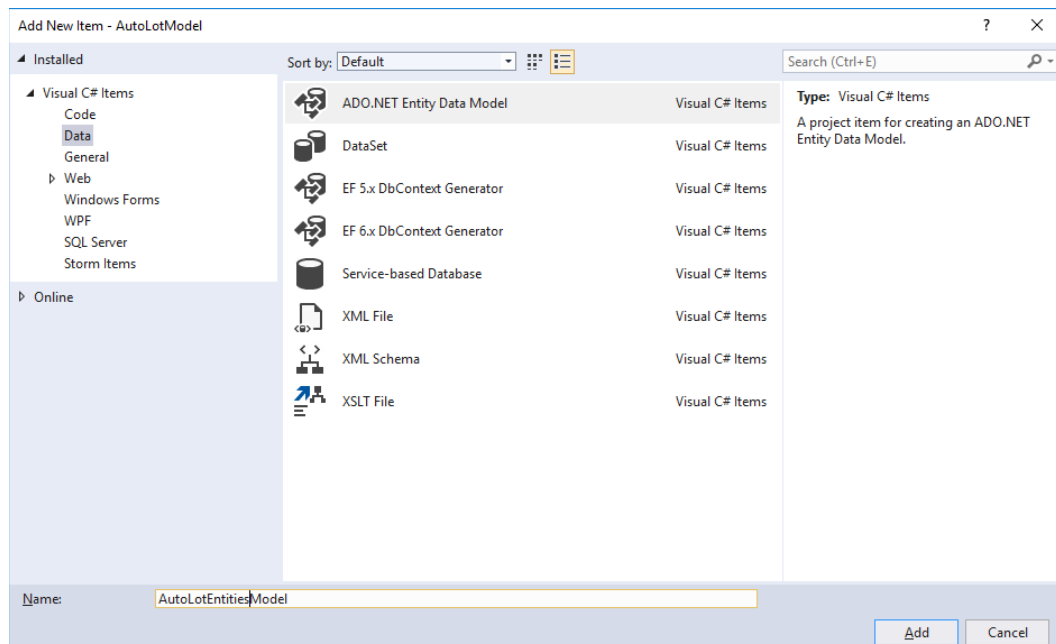 Add New Item - AutoLotModel
?
Installed
Sort by: Default
Search (Ctrl+E)
Visual C# Items
Code
Data
General
Web
Windows Forms
WPF
SQL Server
Storm Items
Online
ADO.NET Entity Data Model Visual C# Items
DataSet Visual C# Items
EF 5.x DbContext Generator Visual C# Items
EF 6.x DbContext Generator Visual C# Items
Service-based Database Visual C# Items
XML File Visual C# Items
XML Schema Visual C# Items
XSLT File Visual C# Items
Type: Visual C# Items
A project item for creating an ADO.NET
Entity Data Model.
Name: AutoLotEntitiesModel
Add Cancel